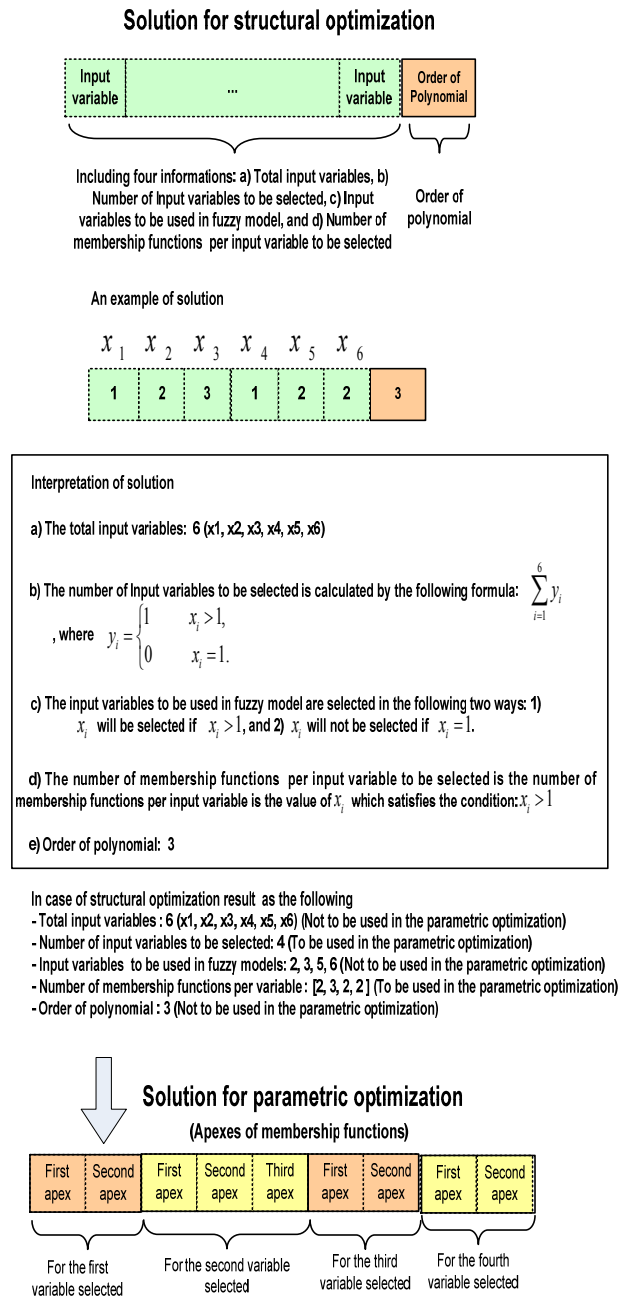 Solution for structural optimization
Input variable
...
Input variable
Order of Polynomial
Including four informations: a) Total input variables, b)
Number of Input variables to be selected, c) Input
variables to be used in fuzzy model, and d) Number of
membership functions per input variable to be selected
Order of
polynomial
An example of solution
x1 x2 x3 x4 x5 x6
1 2 3 1 2 2 3
Interpretation of solution
a) The total input variables: 6 (x1, x2, x3, x4, x5, x6)
b) The number of Input variables to be selected is calculated by the following formula: \sum_{i=1}^{6} y_i
, where y_i = { 1 x_i > 1,
0 x_i = 1.
c) The input variables to be used in fuzzy model are selected in the following two ways: 1)
x_i will be selected if x_i > 1, and 2) x_i will not be selected if x_i = 1.
d) The number of membership functions per input variable to be selected is the number of
membership functions per input variable is the value of x_i which satisfies the condition: x_i > 1
e) Order of polynomial: 3
In case of structural optimization result as the following
- Total input variables : 6 (x1, x2, x3, x4, x5, x6) (Not to be used in the parametric optimization)
- Number of input variables to be selected: 4 (To be used in the parametric optimization)
- Input variables to be used in fuzzy models: 2, 3, 5, 6 (Not to be used in the parametric optimization)
- Number of membership functions per variable : [2, 3, 2, 2 ] (To be used in the parametric optimization)
- Order of polynomial : 3 (Not to be used in the parametric optimization)
Solution for parametric optimization
(Apexes of membership functions)
First apex
Second apex
First apex
Second apex
Third apex
First apex
Second apex
First apex
Second apex
For the first
variable selected
For the second variable
selected
For the third
variable selected
For the fourth
variable selected